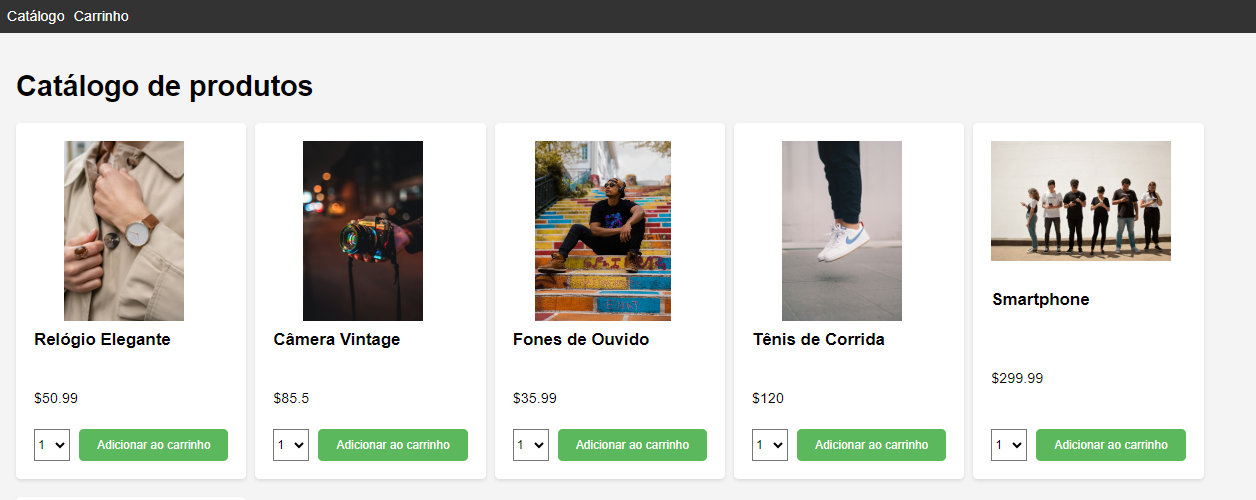 Catálogo Carrinho
Catálogo de produtos
Relógio Elegante
$50.99
1 Adicionar ao carrinho
Câmera Vintage
$85.5
1 Adicionar ao carrinho
Fones de Ouvido
$35.99
1 Adicionar ao carrinho
Tênis de Corrida
$120
1 Adicionar ao carrinho
Smartphone
$299.99
1 Adicionar ao carrinho